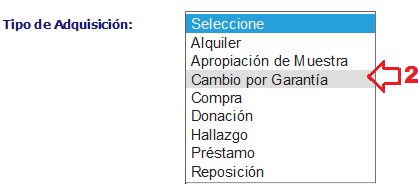 Tipo de Adquisición:
Seleccione
Alquiler
Apropiación de Muestra
Cambio por Garantía
2
Compra
Donación
Hallazgo
Préstamo
Reposición